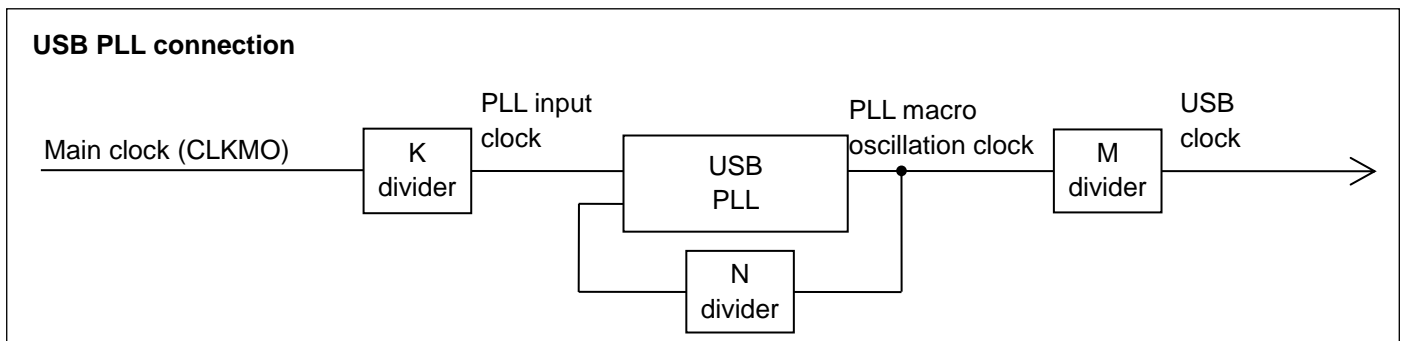 USB PLL connection
Main clock (CLKMO)
K
divider
PLL input
clock
USB
PLL
N
divider
PLL macro
oscillation clock
M
divider
USB
clock